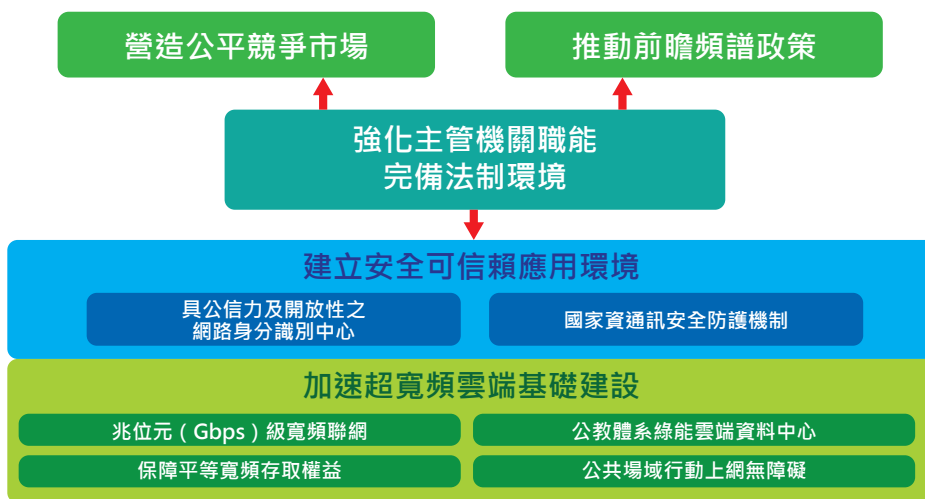 營造公平競爭市場
推動前瞻頻譜政策
強化主管機關職能
完備法制環境
建立安全可信賴應用環境
具公信力及開放性之
網路身分識別中心
國家資通訊安全防護機制
加速超寬頻雲端基礎建設
兆位元（Gbps）級寬頻聯網
公教體系綠能雲端資料中心
保障平等寬頻存取權益
公共場域行動上網無障礙